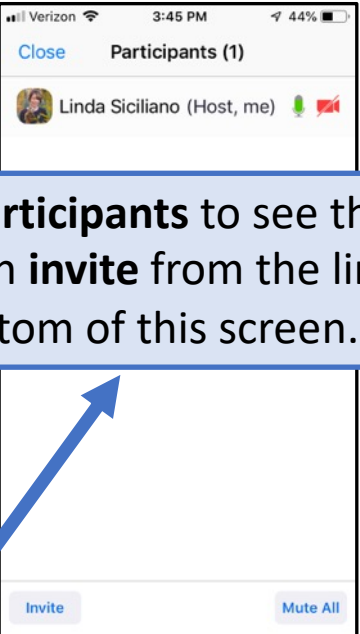 Verizon 3:45 PM 44%
Close Participants (1)
Linda Siciliano (Host, me)
rticipants to see th
n invite from the lin
tom of this screen.
Invite Mute All